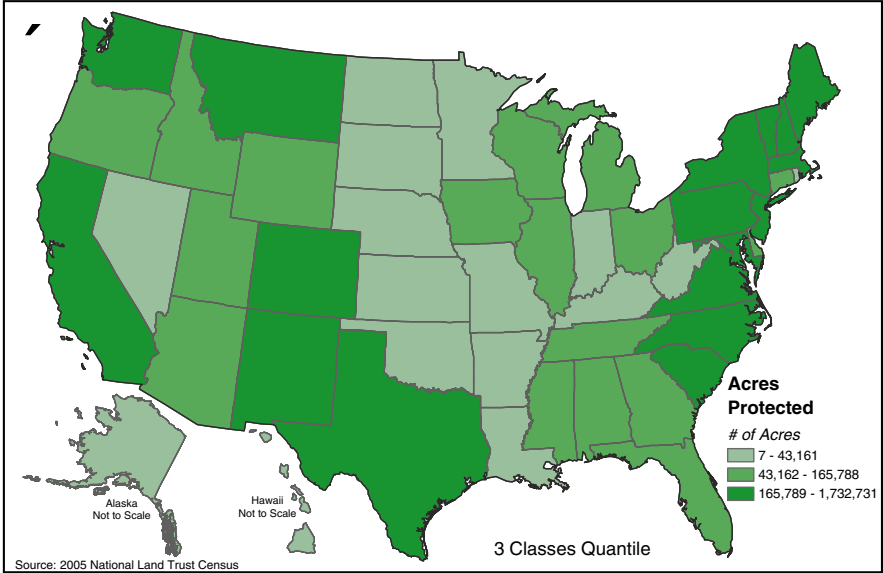 Acres
Protected
# of Acres
7 - 43,161
43,162 - 165,788
165,789 - 1,732,731
Alaska
Not to Scale
Hawaii
Not to Scale
3 Classes Quantile
Source: 2005 National Land Trust Census